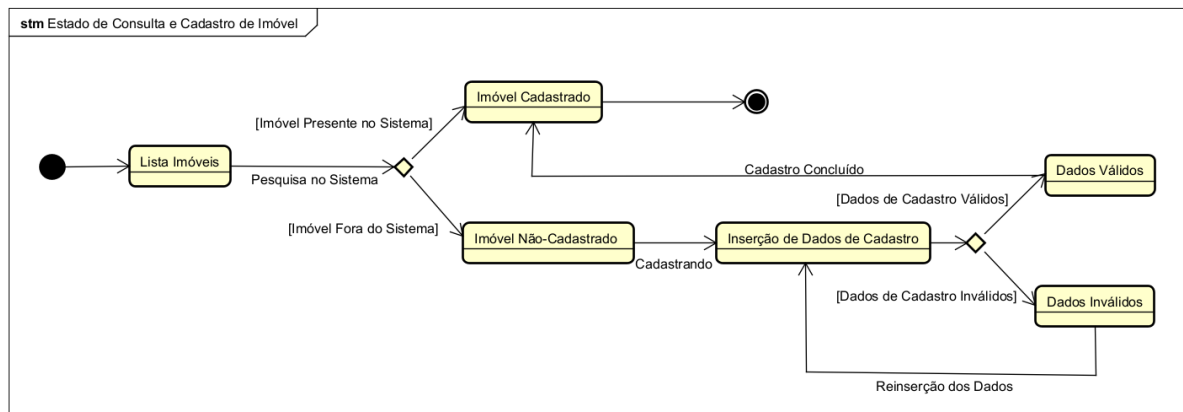 stm Estado de Consulta e Cadastro de Imóvel
Imóvel Cadastrado
[Imóvel Presente no Sistema]
Lista Imóveis
Pesquisa no Sistema
Cadastro Concluído
Dados Válidos
[Dados de Cadastro Válidos]
[Imóvel Fora do Sistema]
Imóvel Não-Cadastrado
Cadastrando
Inserção de Dados de Cadastro
[Dados de Cadastro Inválidos]
Dados Inválidos
Reinserção dos Dados